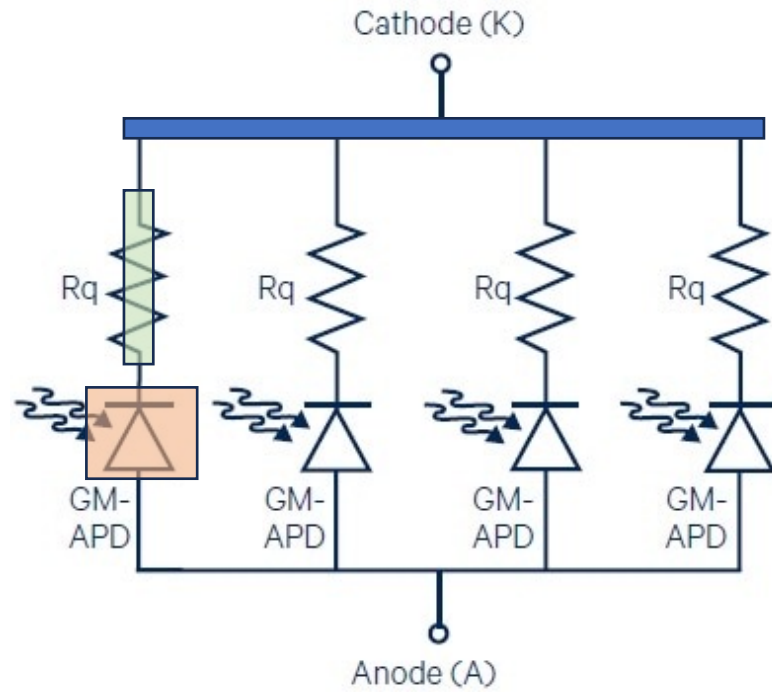 Cathode (K)
Rq
Rq
Rq
Rq
GM-
APD
GM-
APD
GM-
APD
GM-
APD
Anode (A)